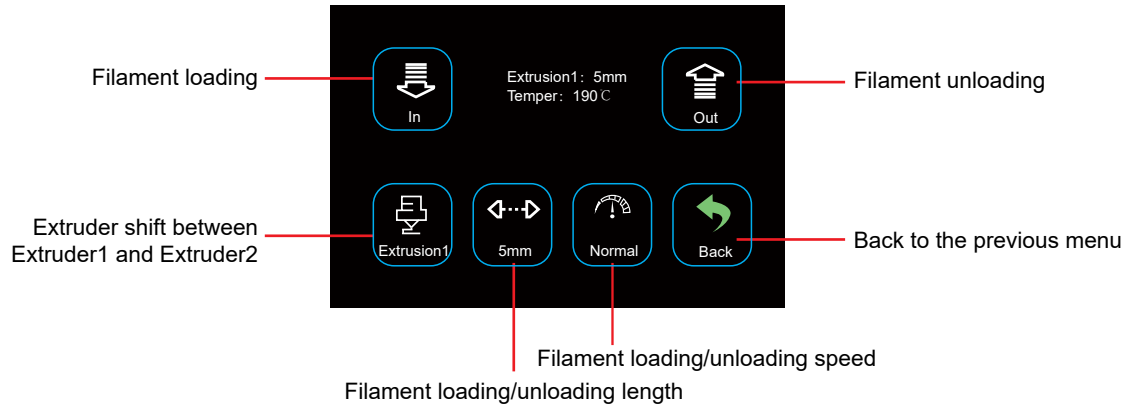 Filament loading
In
Extrusion1: 5mm
Temper: 190℃
Out
Filament unloading
Extruder shift between
Extruder1 and Extruder2
Extrusion1
5mm
Normal
Back
Back to the previous menu
Filament loading/unloading speed
Filament loading/unloading length